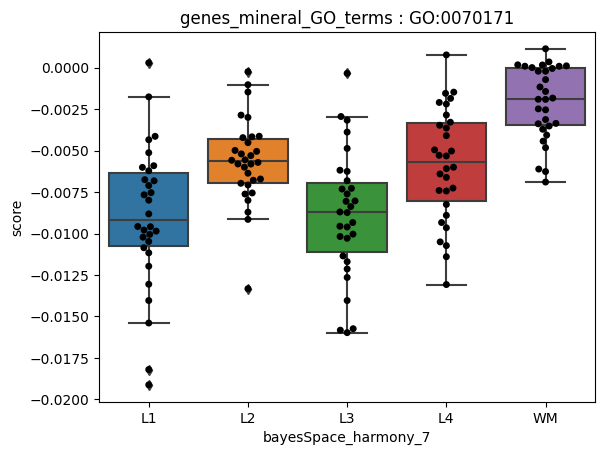 genes_mineral_GO_terms : GO:0070171
0.0000
−0.0025
−0.0050
−0.0075
−0.0100
−0.0125
−0.0150
−0.0175
−0.0200
score
L1 L2 L3 L4 WM
bayesSpace_harmony_7